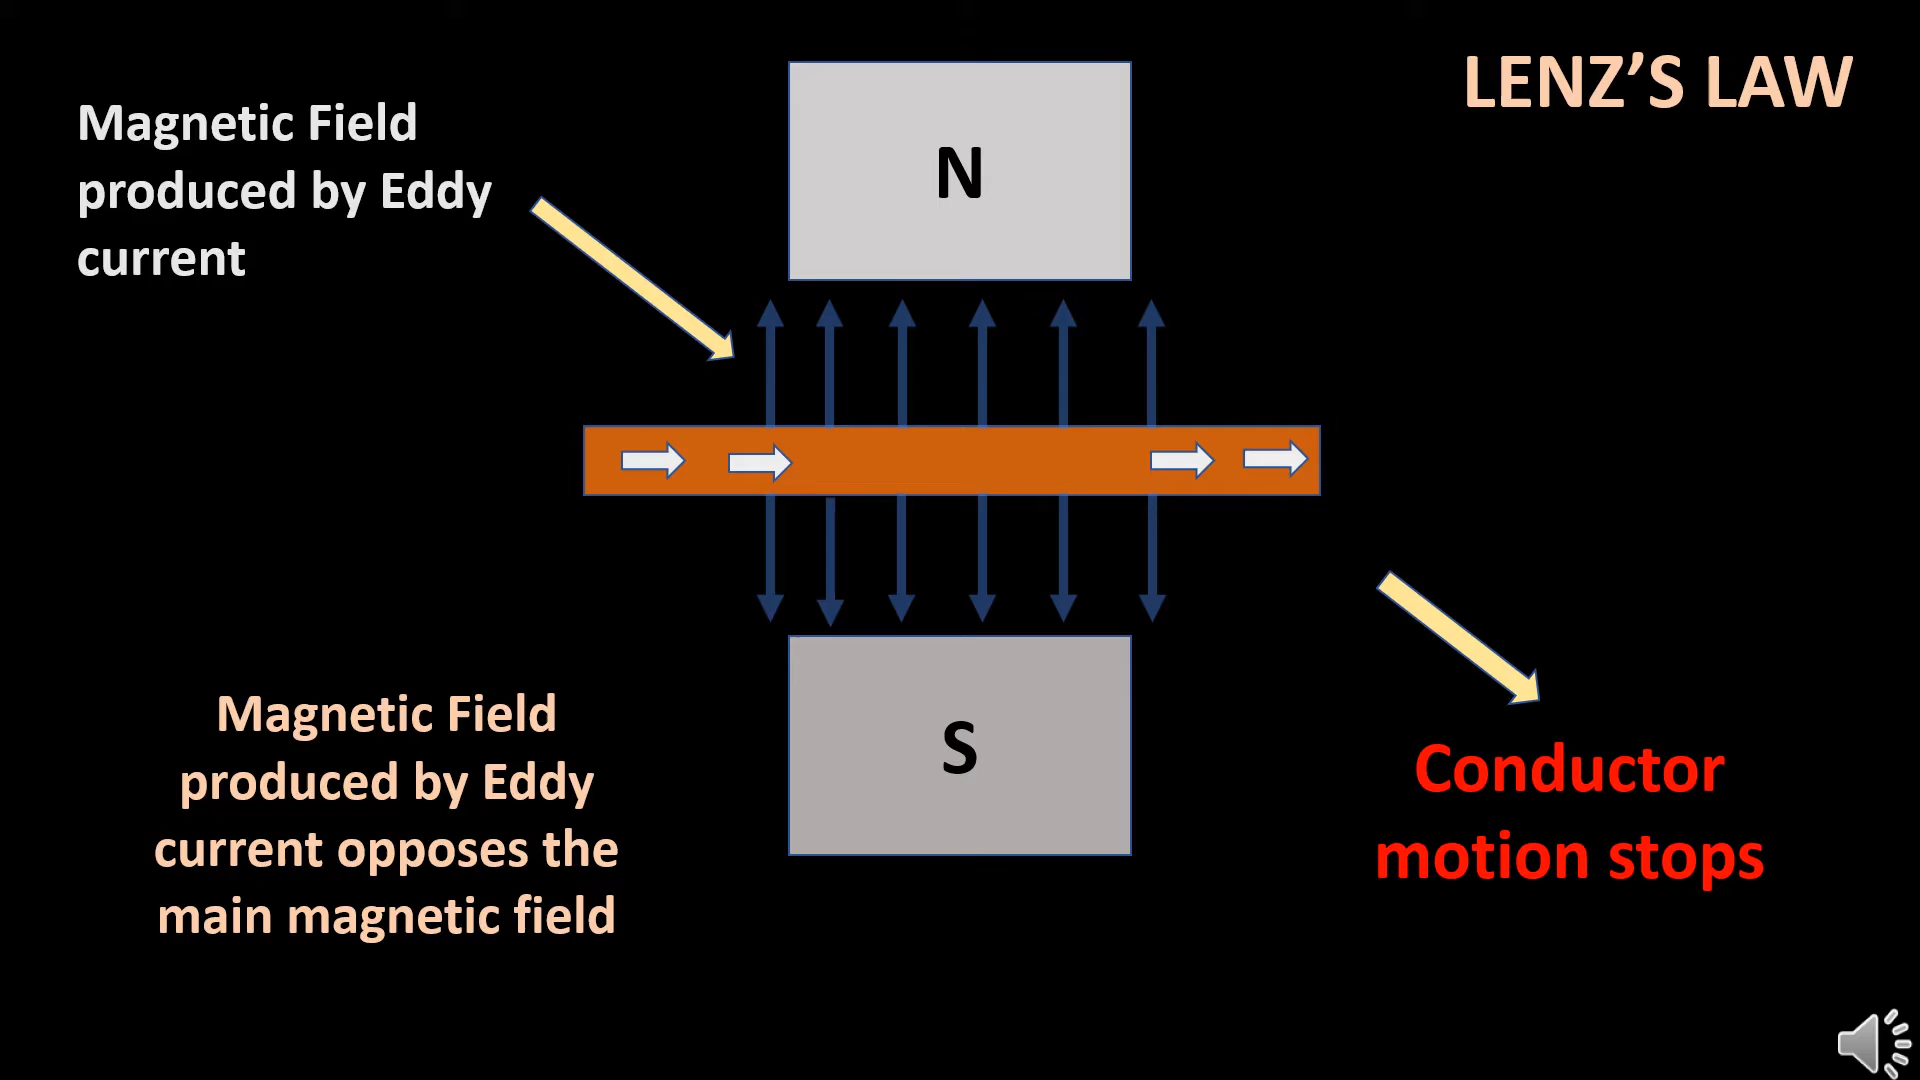 LENZ’S LAW
Magnetic Field
produced by Eddy
current
N
S
Magnetic Field
produced by Eddy
current opposes the
main magnetic field
Conductor
motion stops